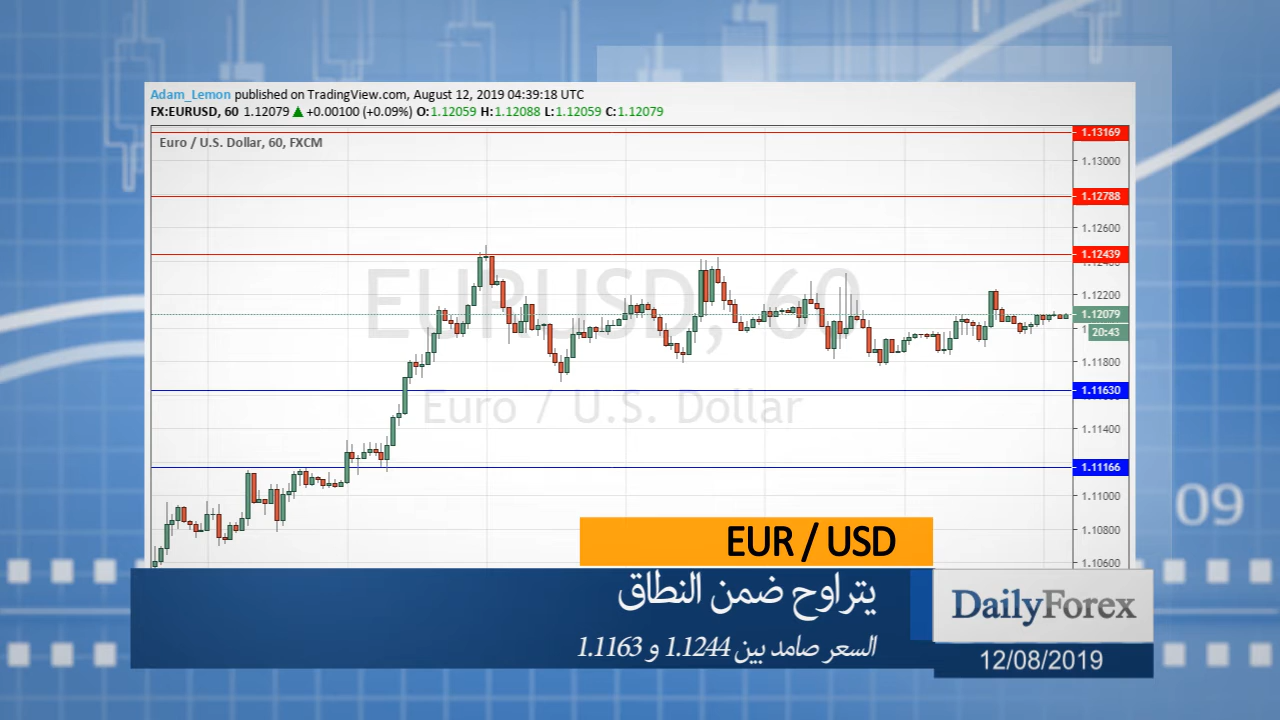 Adam_Lemon published on TradingView.com, August 12, 2019 04:39:18 UTC
FX:EURUSD, 60 1.12079 ▲ +0.00100 (+0.09%) O:1.12059 H:1.12088 L:1.12059 C:1.12079
Euro / U.S. Dollar, 60, FXCM
EURUSD, 60
Euro / U.S. Dollar
1.13169
1.13000
1.12788
1.12600
1.12439
1.12200
1.12079
20:43
1.11800
1.11630
1.11400
1.11166
1.11000
1.10800
1.10600
09
EUR / USD
يتراوح ضمن النطاق
السعر صامد بين 1.1244 و 1.1163
DailyForex
12/08/2019